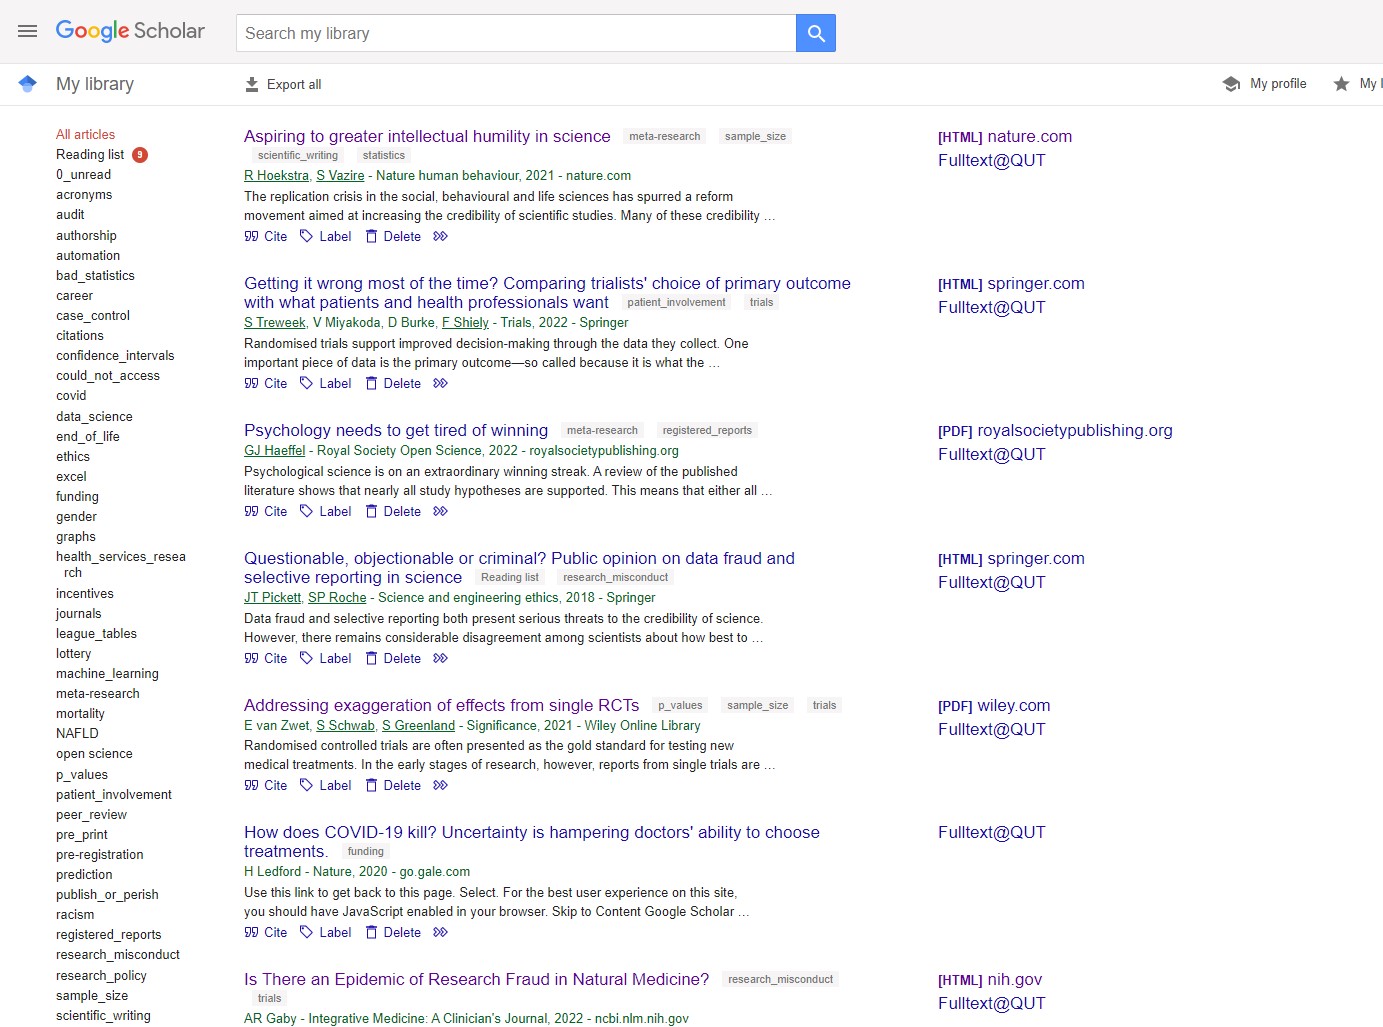 Google Scholar
Search my library
My library
Export all
My profile
My l
All articles
Reading list 9
0_unread
acronyms
audit
authorship
automation
bad_statistics
career
case_control
citations
confidence_intervals
could_not_access
covid
data_science
end_of_life
ethics
excel
funding
gender
graphs
health_services_resea
rch
incentives
journals
league_tables
lottery
machine_learning
meta-research
mortality
NAFLD
open science
p_values
patient_involvement
peer_review
pre_print
pre-registration
prediction
publish_or_perish
racism
registered_reports
research_misconduct
research_policy
sample_size
scientific_writing
Aspiring to greater intellectual humility in science meta-research sample_size
scientific_writing statistics
R Hoekstra, S Vazire - Nature human behaviour, 2021 - nature.com
The replication crisis in the social, behavioural and life sciences has spurred a reform
movement aimed at increasing the credibility of scientific studies. Many of these credibility …
Cite Label Delete
[HTML] nature.com
Fulltext@QUT
Getting it wrong most of the time? Comparing trialists' choice of primary outcome
with what patients and health professionals want patient_involvement trials
S Treweek, V Miyakoda, D Burke, F Shiely - Trials, 2022 - Springer
Randomised trials support improved decision-making through the data they collect. One
important piece of data is the primary outcome—so called because it is what the …
Cite Label Delete
[HTML] springer.com
Fulltext@QUT
Psychology needs to get tired of winning meta-research registered_reports
GJ Haeffel - Royal Society Open Science, 2022 - royalsocietypublishing.org
Psychological science is on an extraordinary winning streak. A review of the published
literature shows that nearly all study hypotheses are supported. This means that either all …
Cite Label Delete
[PDF] royalsocietypublishing.org
Fulltext@QUT
Questionable, objectionable or criminal? Public opinion on data fraud and
selective reporting in science Reading list research_misconduct
JT Pickett, SP Roche - Science and engineering ethics, 2018 - Springer
Data fraud and selective reporting both present serious threats to the credibility of science.
However, there remains considerable disagreement among scientists about how best to …
Cite Label Delete
[HTML] springer.com
Fulltext@QUT
Addressing exaggeration of effects from single RCTs p_values sample_size trials
E van Zwet, S Schwab, S Greenland - Significance, 2021 - Wiley Online Library
Randomised controlled trials are often presented as the gold standard for testing new
medical treatments. In the early stages of research, however, reports from single trials are …
Cite Label Delete
[PDF] wiley.com
Fulltext@QUT
How does COVID-19 kill? Uncertainty is hampering doctors' ability to choose
treatments. funding
H Ledford - Nature, 2020 - go.gale.com
Use this link to get back to this page. Select. For the best user experience on this site,
you should have JavaScript enabled in your browser. Skip to Content Google Scholar …
Cite Label Delete
Fulltext@QUT
Is There an Epidemic of Research Fraud in Natural Medicine? research_misconduct
trials
AR Gaby - Integrative Medicine: A Clinician's Journal, 2022 - ncbi.nlm.nih.gov
[HTML] nih.gov
Fulltext@QUT